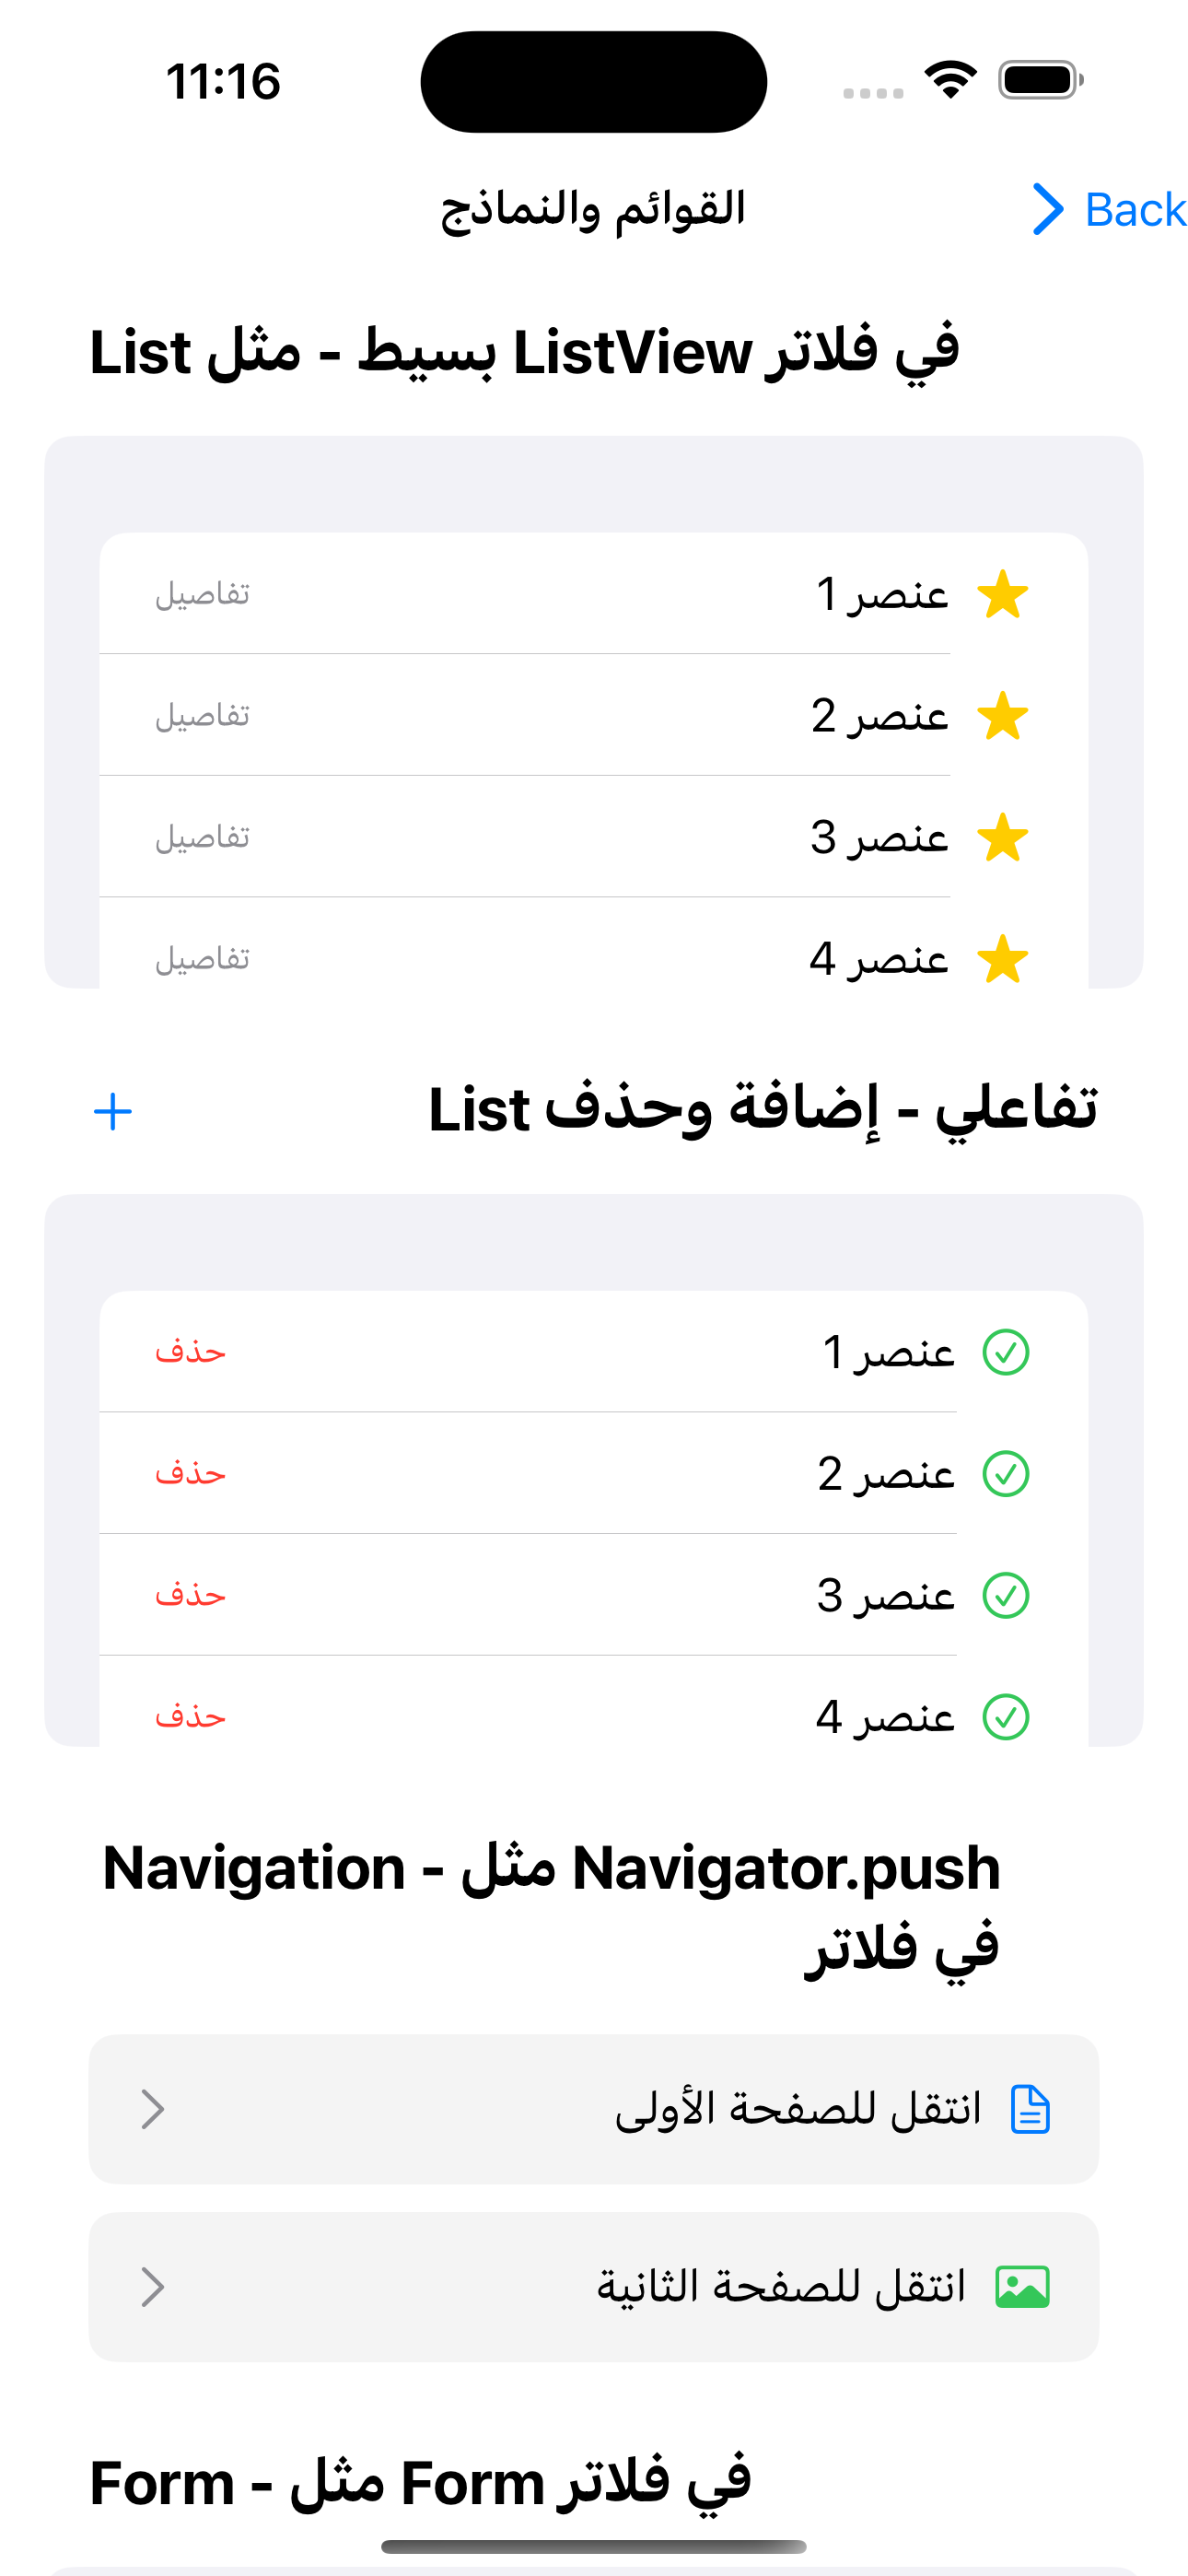 11:16
Back
القوائم والنماذج
List بسيط - مثل ListView في فلاتر
عنصر 1 تفاصيل
عنصر 2 تفاصيل
عنصر 3 تفاصيل
عنصر 4 تفاصيل
List تفاعلي - إضافة وحذف
عنصر 1 حذف
عنصر 2 حذف
عنصر 3 حذف
عنصر 4 حذف
Navigation - مثل Navigator.push
في فلاتر
انتقل للصفحة الأولى
انتقل للصفحة الثانية
Form - مثل Form في فلاتر